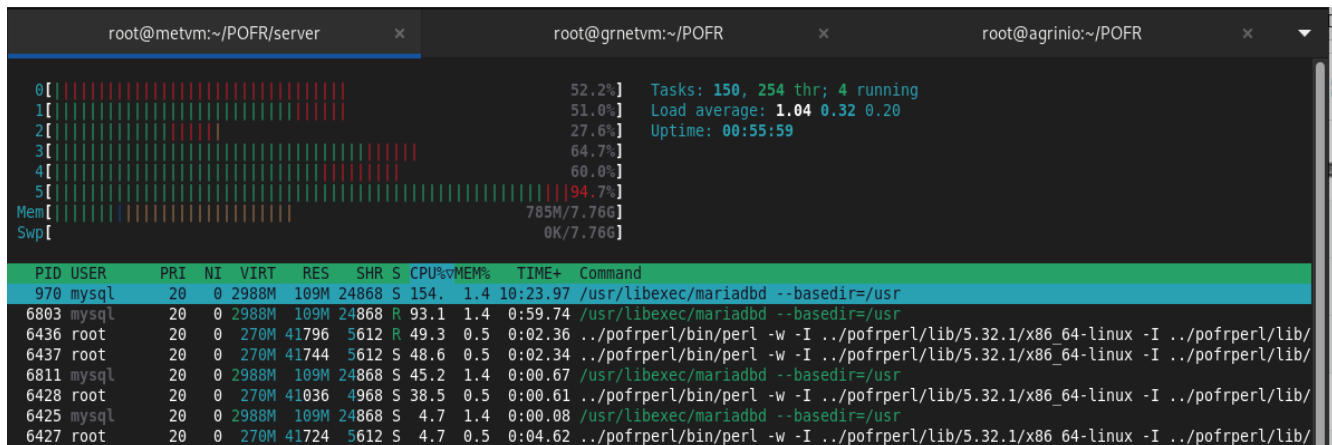 root@metvm:~/POFR/server × root@grnetvm:~/POFR × root@agrinio:~/POFR ×
0[ 52.2%] Tasks: 150, 254 thr; 4 running
1[ 51.0%] Load average: 1.04 0.32 0.20
2[ 27.6%] Uptime: 00:55:59
3[ 64.7%]
4[ 60.0%]
5[ 94.7%]
Mem[ 785M/7.76G]
Swp[ 0K/7.76G]
PID USER PRI NI VIRT RES SHR S CPU%▽MEM% TIME+ Command
970 mysql 20 0 2988M 109M 24868 S 154. 1.4 10:23.97 /usr/libexec/mariadbd --basedir=/usr
6803 mysql 20 0 2988M 109M 24868 R 93.1 1.4 0:59.74 /usr/libexec/mariadbd --basedir=/usr
6436 root 20 0 270M 41796 5612 R 49.3 0.5 0:02.36 ../pofrperl/bin/perl -w -I ../pofrperl/lib/5.32.1/x86_64-linux -I ../pofrperl/lib/
6437 root 20 0 270M 41744 5612 S 48.6 0.5 0:02.34 ../pofrperl/bin/perl -w -I ../pofrperl/lib/5.32.1/x86_64-linux -I ../pofrperl/lib/
6811 mysql 20 0 2988M 109M 24868 S 45.2 1.4 0:00.67 /usr/libexec/mariadbd --basedir=/usr
6428 root 20 0 270M 41036 4968 S 38.5 0.5 0:00.61 ../pofrperl/bin/perl -w -I ../pofrperl/lib/5.32.1/x86_64-linux -I ../pofrperl/lib/
6425 mysql 20 0 2988M 109M 24868 S 4.7 1.4 0:00.08 /usr/libexec/mariadbd --basedir=/usr
6427 root 20 0 270M 41724 5612 S 4.7 0.5 0:04.62 ../pofrperl/bin/perl -w -I ../pofrperl/lib/5.32.1/x86_64-linux -I ../pofrperl/lib/